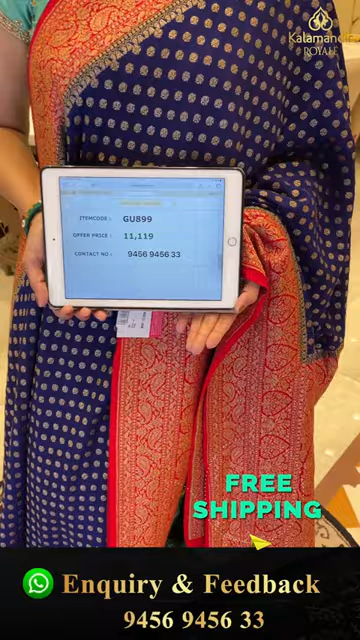 Kalamandir
ROYALE
ITEMCODE : GU899
OFFER PRICE : 11,119
CONTACT NO : 9456 9456 33
FREE
SHIPPING
Enquiry & Feedback
9456 9456 33